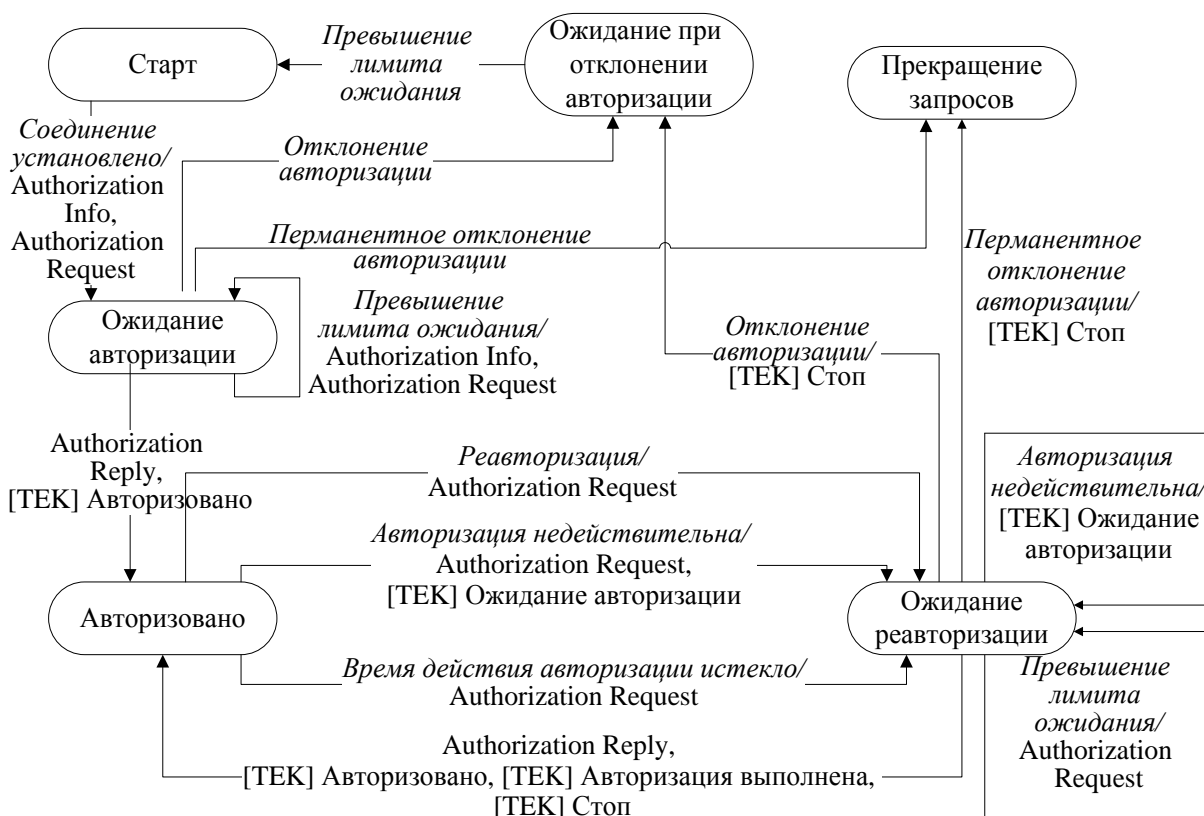 Старт
Превышение
лимита
ожидания
Ожидание при
отклонении
авторизации
Прекращение
запросов
Соединение
установлено/
Authorization
Info,
Authorization
Request
Отклонение
авторизации
Перманентное отклонение
авторизации
Перманентное
отклонение
авторизации/
[TEK] Стоп
Ожидание
авторизации
Превышение
лимита ожидания/
Authorization Info,
Authorization Request
Отклонение
авторизации/
[TEK] Стоп
Authorization
Reply,
[TEK] Авторизовано
Реавторизация/
Authorization Request
Авторизация
недействительна/
[TEK] Ожидание
авторизации
Авторизация недействительна/
Authorization Request,
[TEK] Ожидание авторизации
Авторизовано
Ожидание
реавторизации
Время действия авторизации истекло/
Authorization Request
Превышение
лимита
ожидания/
Authorization
Request
Authorization Reply,
[TEK] Авторизовано, [TEK] Авторизация выполнена,
[TEK] Стоп